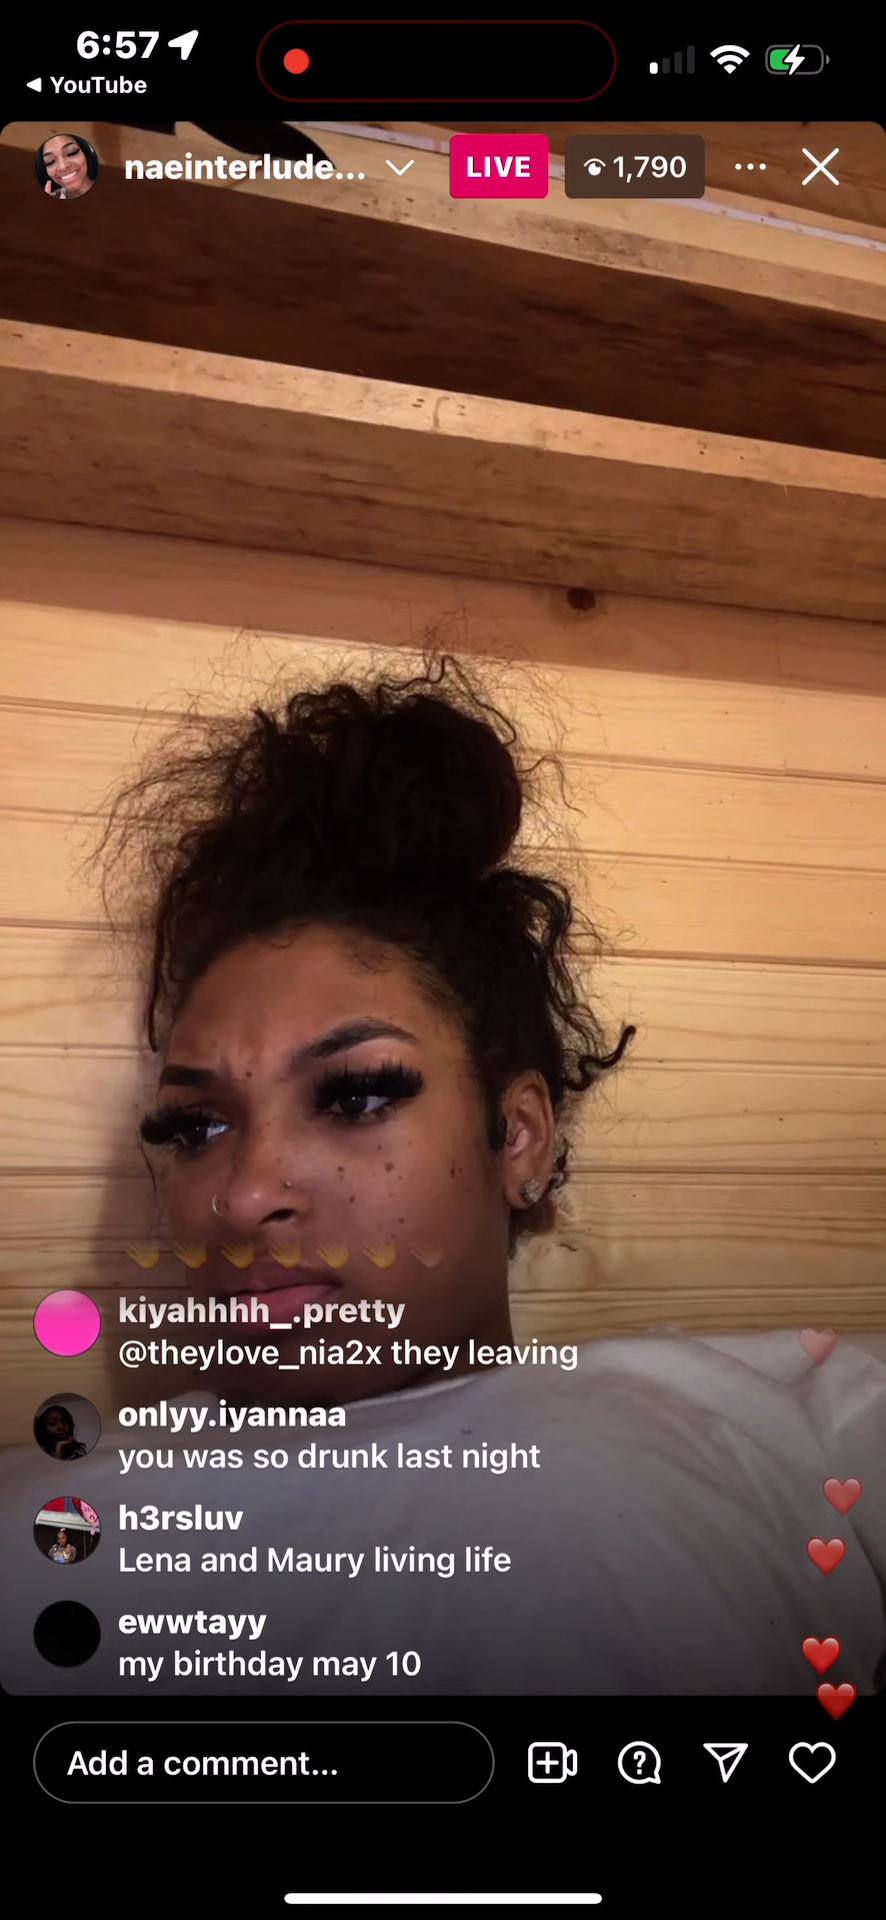 6:57
◀ YouTube
naeinterlude...
LIVE
1,790
👋👋👋👋👋👋👋
kiyahhhh_.pretty
@theylove_nia2x they leaving
onlyy.iyannaa
you was so drunk last night
h3rsluv
Lena and Maury living life
ewwtayy
my birthday may 10
Add a comment...